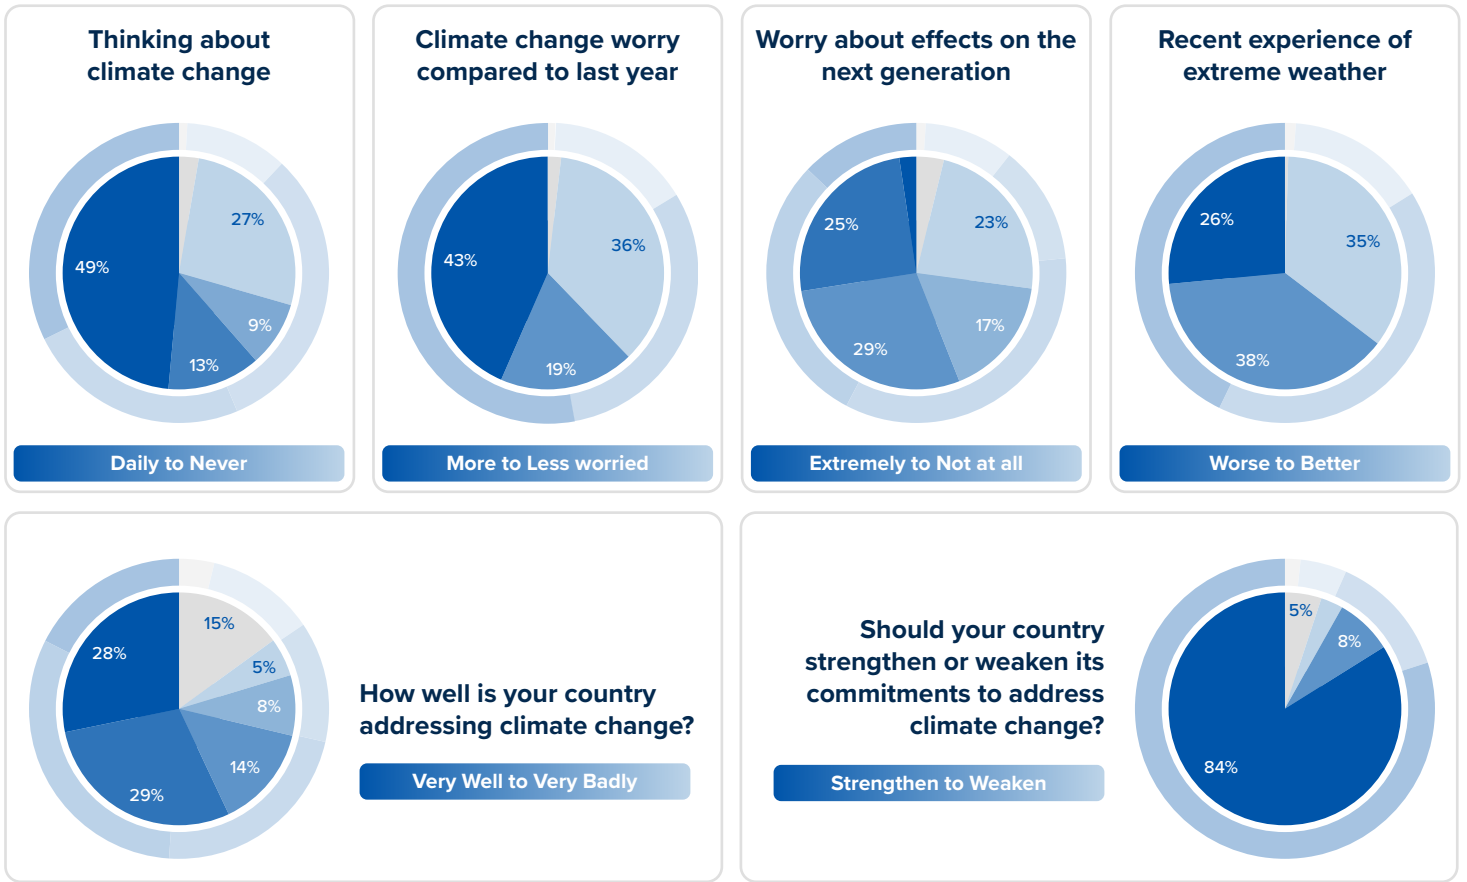 Thinking about
climate change
27%
49%
9%
13%
Daily to Never
Climate change worry
compared to last year
36%
43%
19%
More to Less worried
Worry about effects on the
next generation
25%
23%
17%
29%
Extremely to Not at all
Recent experience of
extreme weather
26%
35%
38%
Worse to Better
15%
28%
5%
8%
14%
29%
How well is your country
addressing climate change?
Very Well to Very Badly
Should your country
strengthen or weaken its
commitments to address
climate change?
Strengthen to Weaken
5%
8%
84%